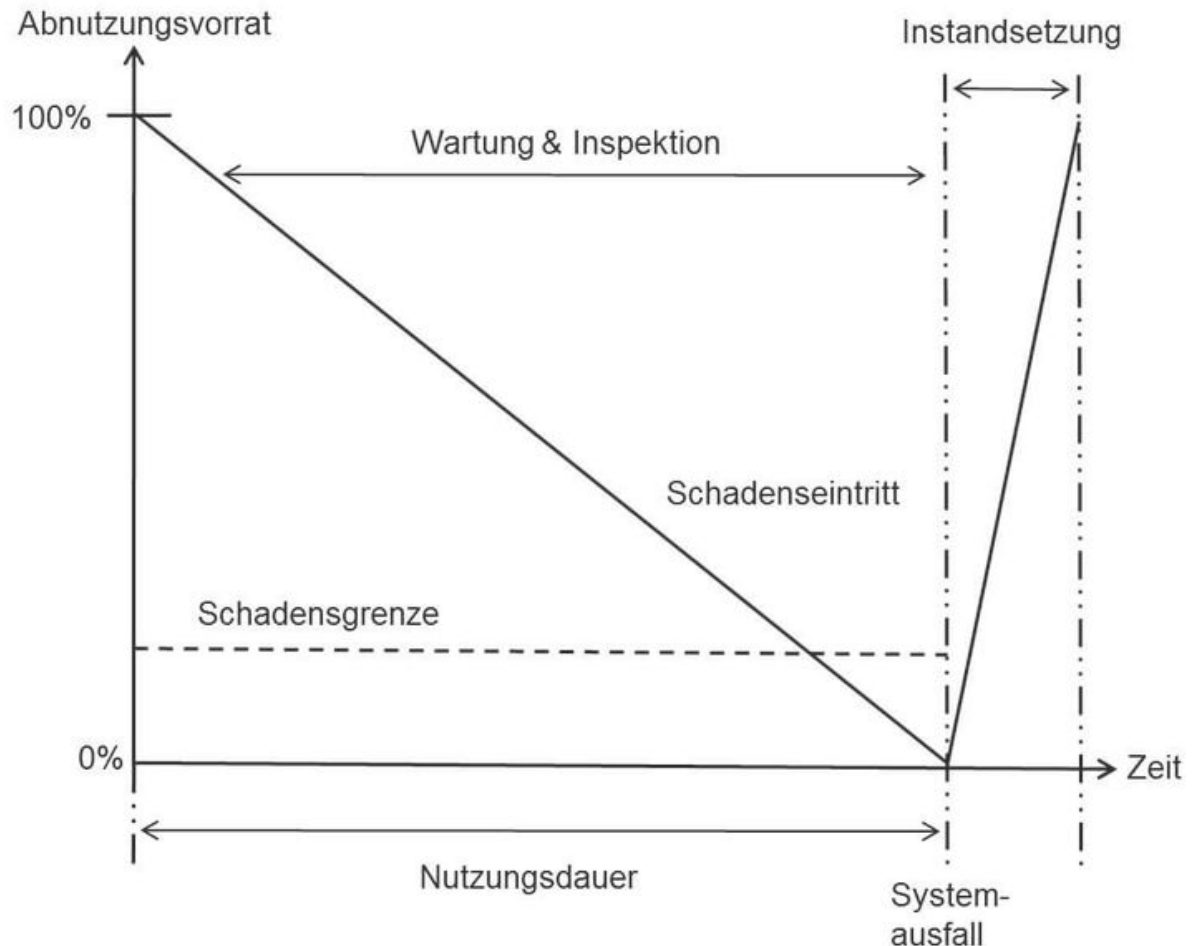 Abnutzungsvorrat
Instandsetzung
100%
Wartung & Inspektion
Schadenseintritt
Schadensgrenze
0%
Zeit
Nutzungsdauer
System-
ausfall